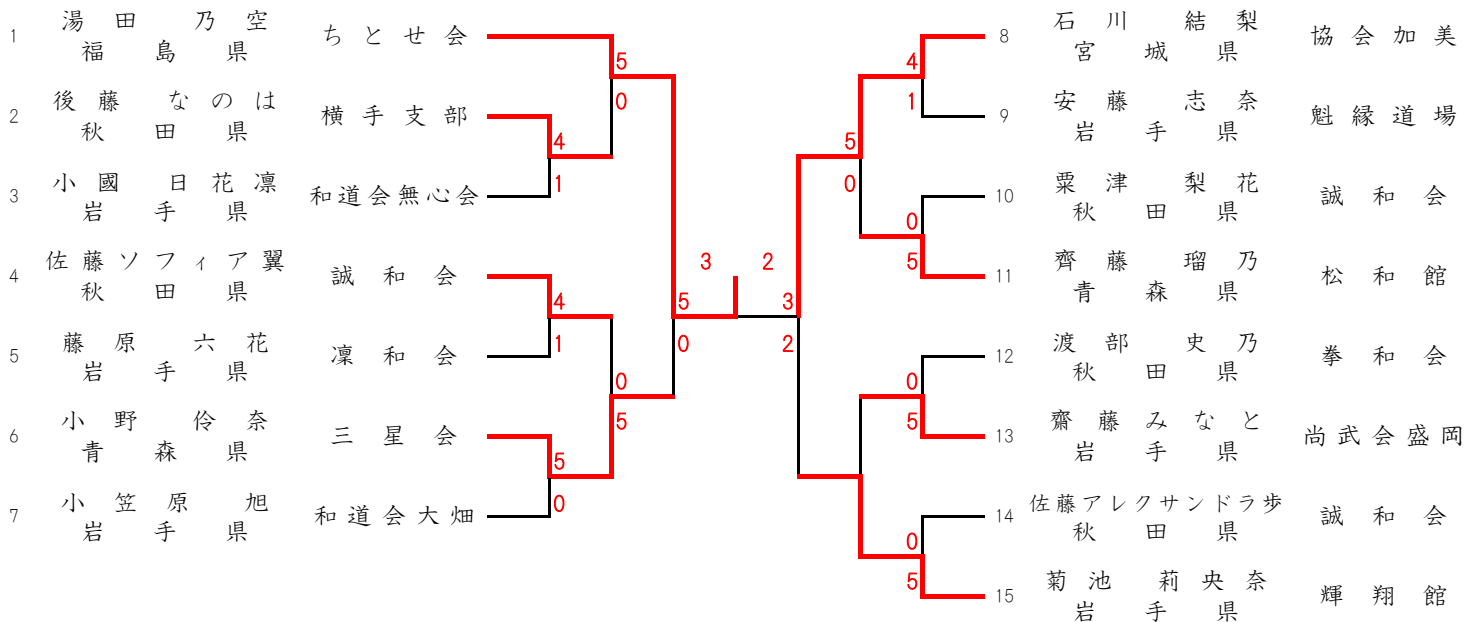 1 湯田 乃空 ちとせ会
福島県
2 後藤 なのは 横手支部
秋田県
3 小國 日花凛 和道会無心会
岩手県
4 佐藤ソフィア翼 誠和会
秋田県
5 藤原 六花 凜和会
岩手県
6 小野 伶奈 三星会
青森県
7 小笠原 旭 和道会大畑
岩手県
5
0
4
1
4
1
0
5
5
0
5
0
3 2
3
2
5
0
4
1
0
5
0
5
0
5
8 石川 結梨 協会加美
宮城県
9 安藤 志奈 魁縁道場
岩手県
10 粟津 梨花 誠和会
秋田県
11 齊藤 瑠乃 松和館
青森県
12 渡部 史乃 拳和会
秋田県
13 齋藤みなと 尚武会盛岡
岩手県
14 佐藤アレクサンドラ歩 誠和会
秋田県
15 菊池 莉央奈 輝翔館
岩手県